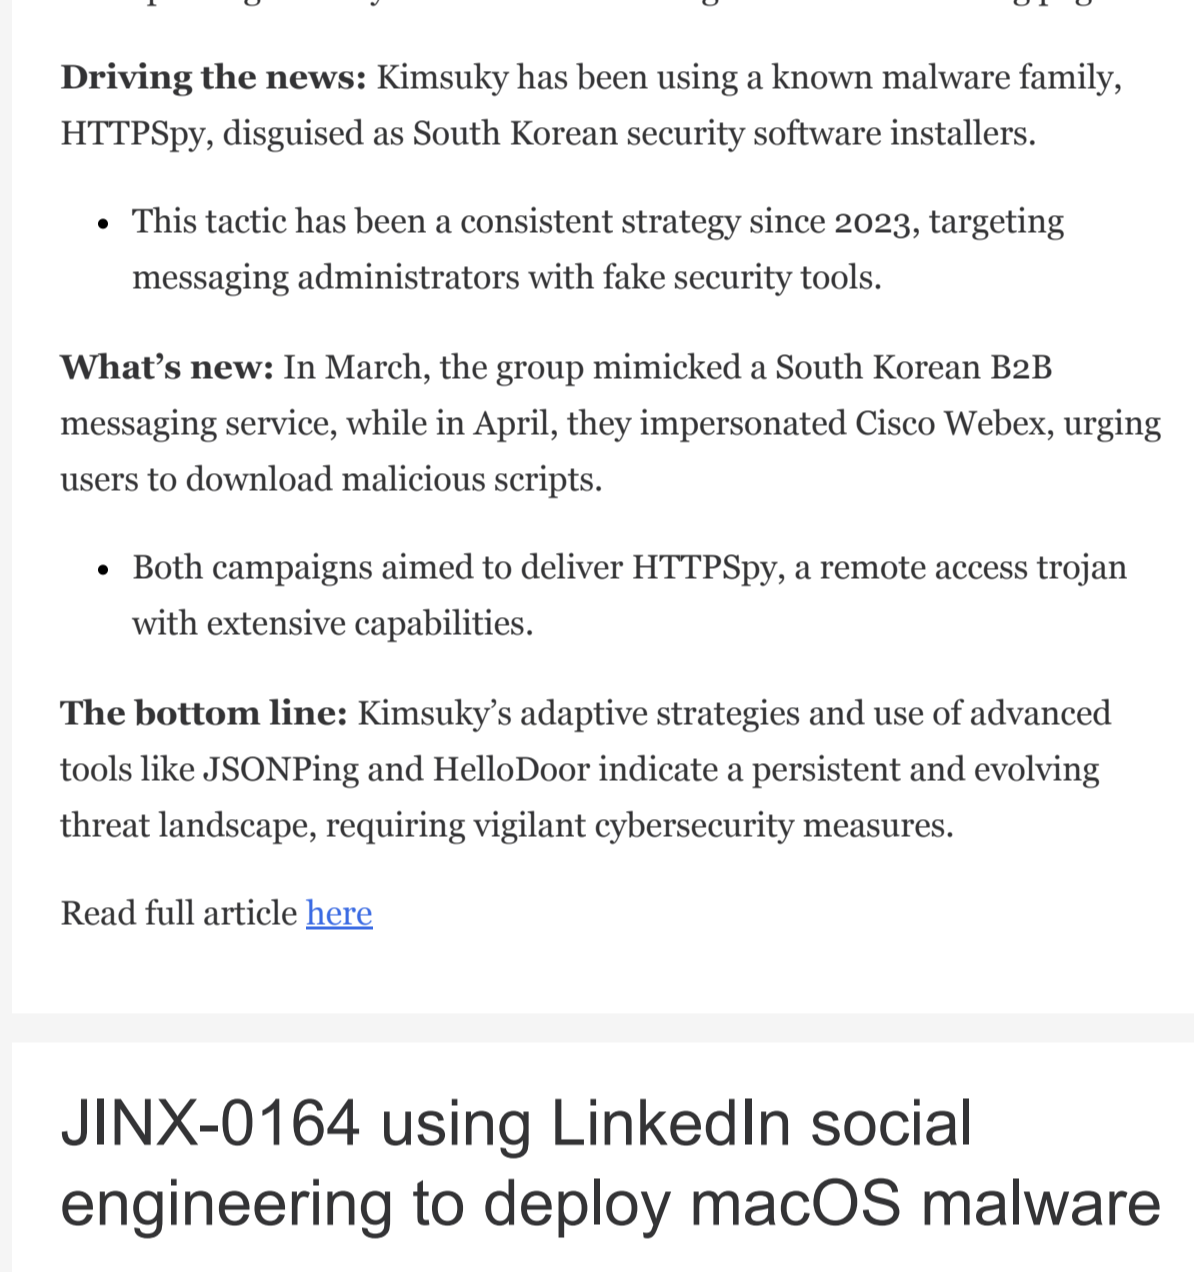 Driving the news: Kimsuky has been using a known malware family,
HTTPSpy, disguised as South Korean security software installers.
• This tactic has been a consistent strategy since 2023, targeting
messaging administrators with fake security tools.
What’s new: In March, the group mimicked a South Korean B2B
messaging service, while in April, they impersonated Cisco Webex, urging
users to download malicious scripts.
• Both campaigns aimed to deliver HTTPSpy, a remote access trojan
with extensive capabilities.
The bottom line: Kimsuky’s adaptive strategies and use of advanced
tools like JSONPing and HelloDoor indicate a persistent and evolving
threat landscape, requiring vigilant cybersecurity measures.
Read full article here
JINX-0164 using LinkedIn social
engineering to deploy macOS malware